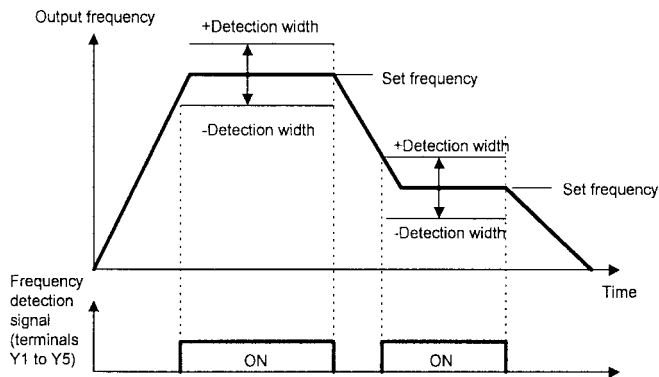 Output frequency
+Detection width
Set frequency
-Detection width
+Detection width
Set frequency
-Detection width
Time
Frequency
detection
signal
(terminals
Y1 to Y5)
ON
ON